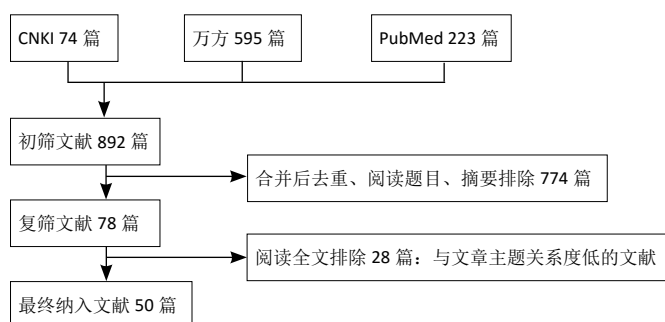 CNKI 74 篇
万方 595 篇
PubMed 223 篇
初筛文献 892 篇
合并后去重、阅读题目、摘要排除 774 篇
复筛文献 78 篇
阅读全文排除 28 篇：与文章主题关系度低的文献
最终纳入文献 50 篇